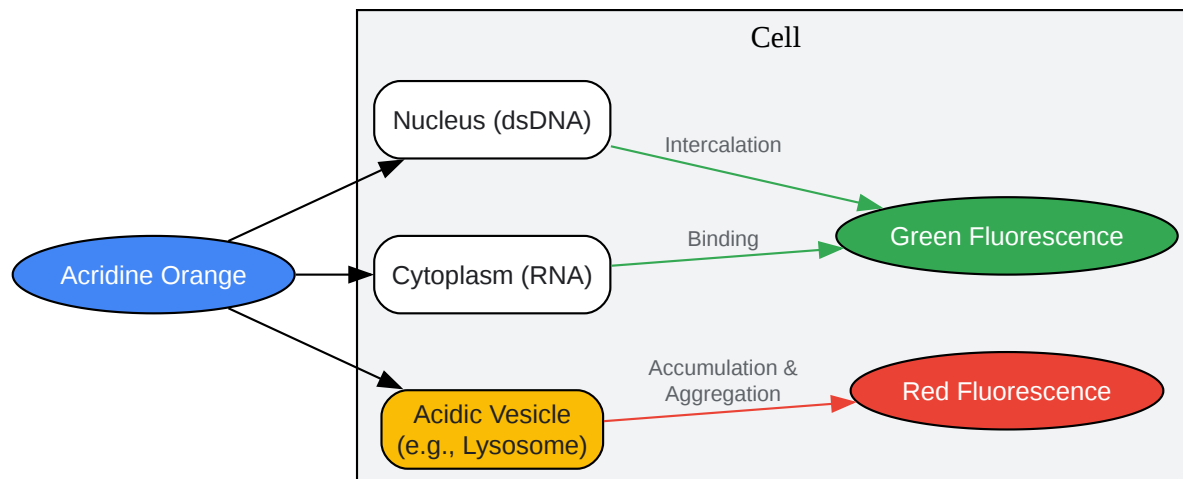 Cell
Nucleus (dsDNA)
Intercalation
Green Fluorescence
Acridine Orange
Cytoplasm (RNA)
Binding
Acidic Vesicle
(e.g., Lysosome)
Accumulation &
Aggregation
Red Fluorescence